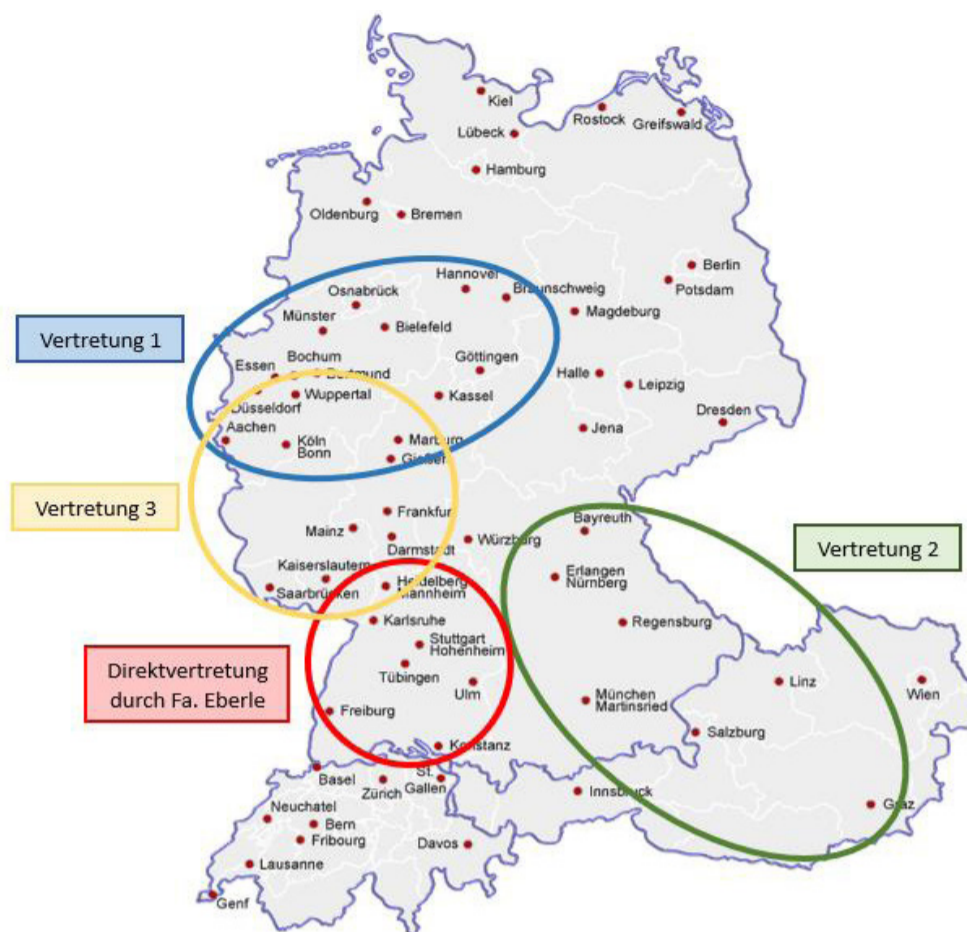 Kiel
Rostock
Greifswald
Lübeck
Hamburg
Oldenburg
Bremen
Berlin
Potsdam
Hannover
Braunschweig
Osnabrück
Magdeburg
Vertretung 1
Münster
Bielefeld
Bochum
Göttingen
Essen
Dortmund
Halle
Leipzig
Düsseldorf
Wuppertal
Kassel
Dresden
Aachen
Köln
Bonn
Marburg
Jena
Gießen
Vertretung 3
Frankfur
Mainz
Darmstadt
Würzburg
Bayreuth
Vertretung 2
Kaiserslautern
Saarbrücken
Heidelberg
Mannheim
Erlangen
Nürnberg
Karlsruhe
Regensburg
Stuttgart
Hohenheim
Direktvertretung
durch Fa. Eberle
Tübingen
Ulm
Linz
Wien
München
Martinsried
Freiburg
Salzburg
Konstanz
Basel
Zürich
St.
Gallen
Innsbruck
Graz
Neuchatel
Bern
Fribourg
Davos
Lausanne
Genf